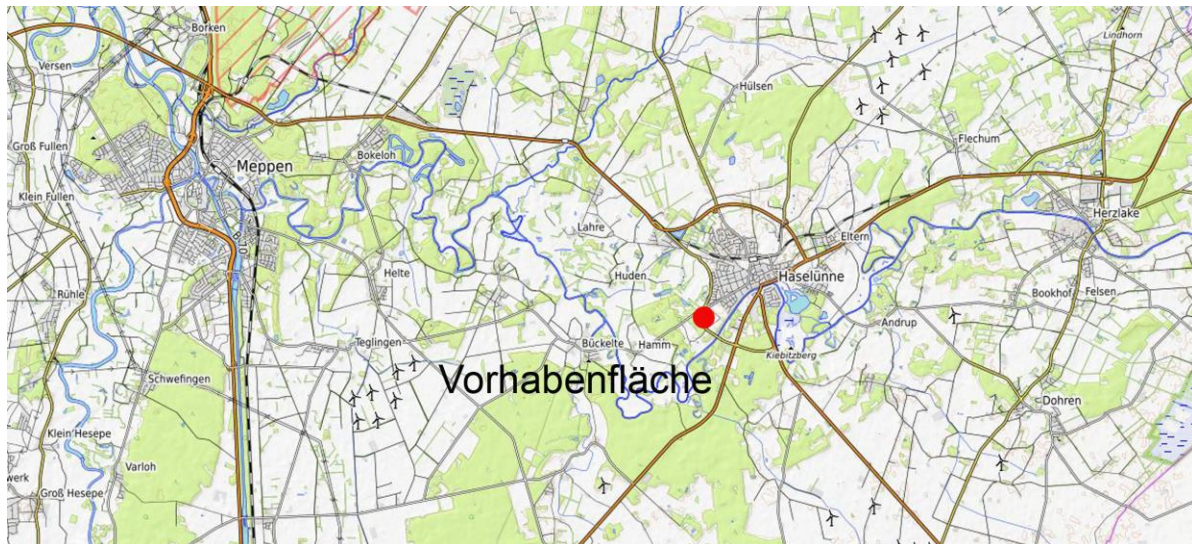 Borken
Lindhorn
Versen
Hülsen
Flechum
Groß Fullen
Bokeloh
Meppen
Klein Fullen
Herzlake
Lahre
Eltern
Helte
Huden
Haselünne
Rühle
Bookhof
Felsen
Andrup
Teglingen
Bückelte
Hamm
Kiebitzberg
Schwefingen
Vorhabenfläche
Dohren
Klein Hesepe
Varloh
werk
Groß Hesepe